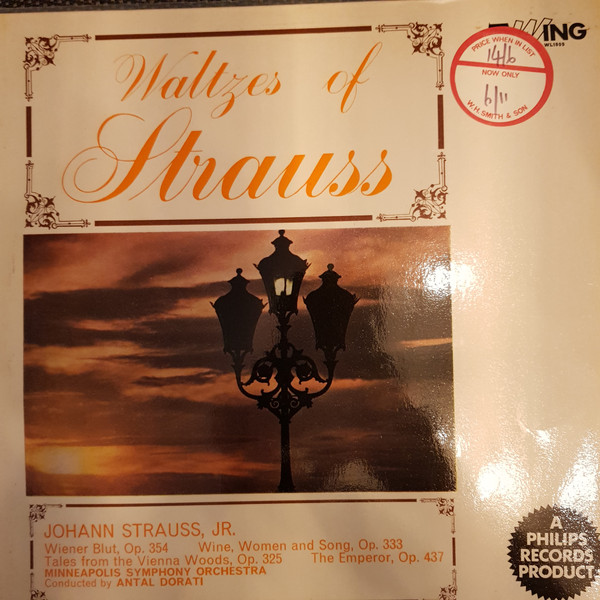 WING
WL1029
PRICE WHEN IN LIST
14/6
NOW ONLY
6/11
W.H. SMITH & SON
Waltzes of
Strauss
JOHANN STRAUSS, JR.
Wiener Blut, Op. 354 Wine, Women and Song, Op. 333
Tales from the Vienna Woods, Op. 325 The Emperor, Op. 437
MINNEAPOLIS SYMPHONY ORCHESTRA
Conducted by ANTAL DORATI
A
PHILIPS
RECORDS
PRODUCT